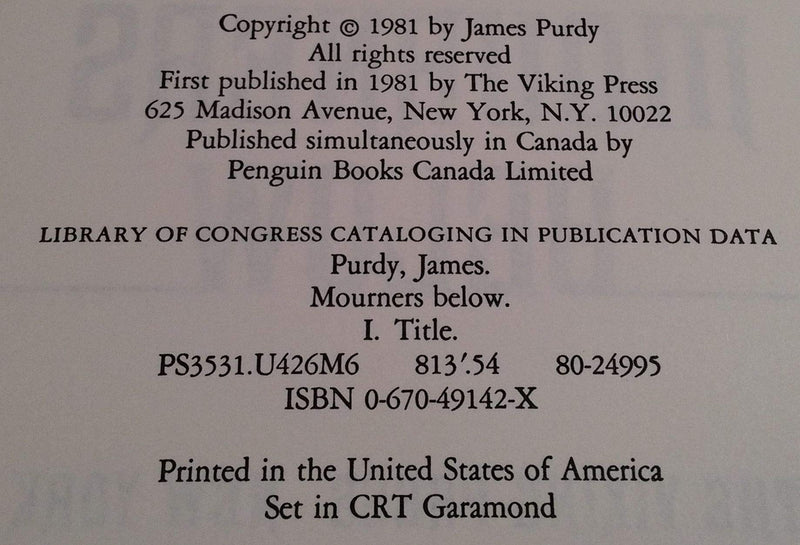 Copyright © 1981 by James Purdy
All rights reserved
First published in 1981 by The Viking Press
625 Madison Avenue, New York, N.Y. 10022
Published simultaneously in Canada by
Penguin Books Canada Limited
LIBRARY OF CONGRESS CATALOGING IN PUBLICATION DATA
Purdy, James.
Mourners below.
I. Title.
PS3531.U426M6 813′.54 80-24995
ISBN 0-670-49142-X
Printed in the United States of America
Set in CRT Garamond